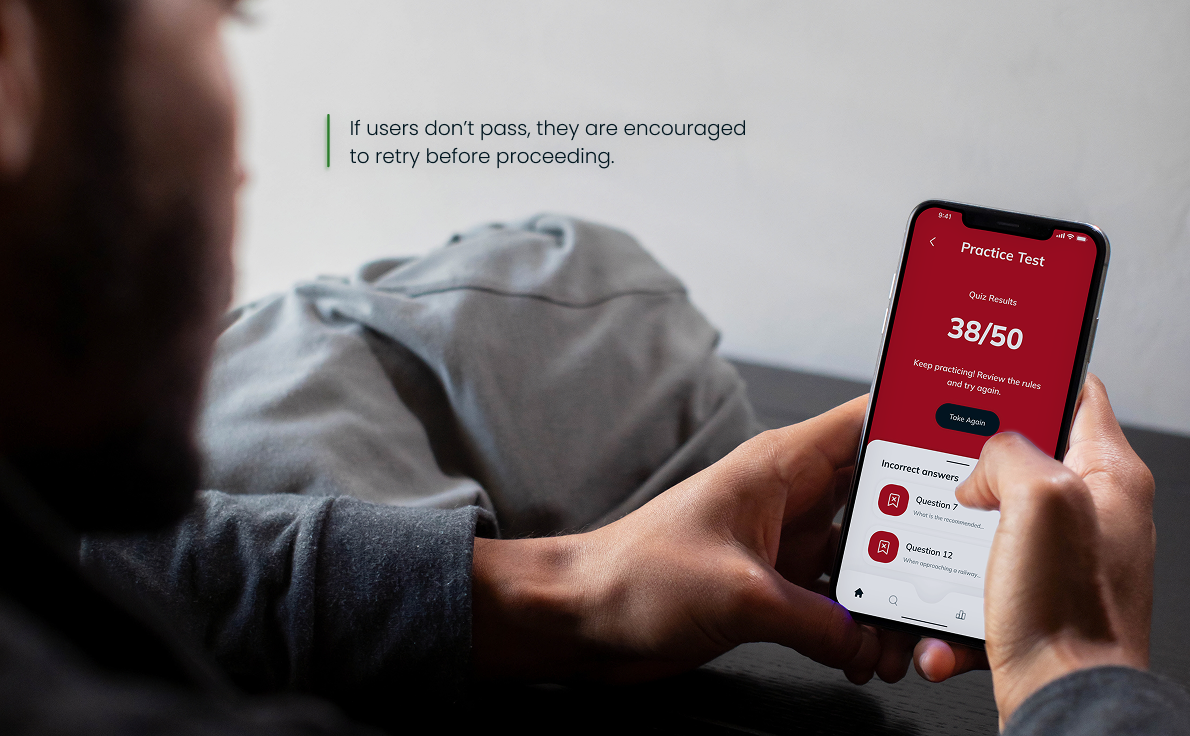 If users don't pass, they are encouraged
to retry before proceeding.
9:41
Practice Test
Quiz Results
38/50
Keep practicing! Review the rules
and try again.
Take Again
Incorrect answers
Question 7
What is the recommended...
Question 12
When approaching a railway...